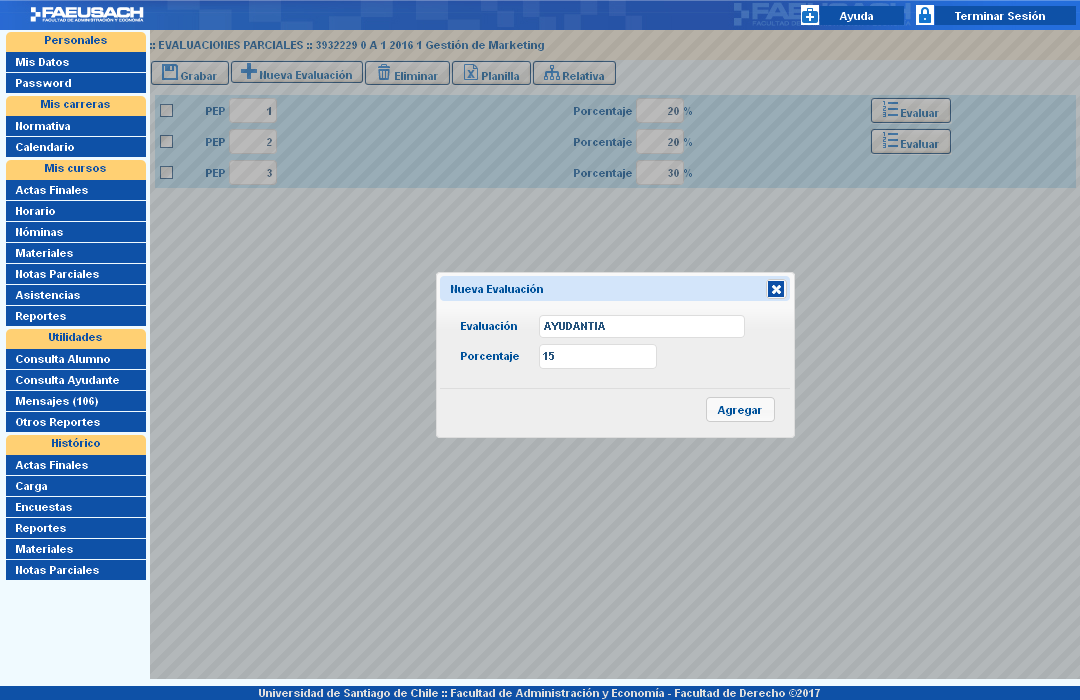 FAEUSACH
FACULTAD DE ADMINISTRACIÓN Y ECONOMÍA
FAEUSACH
Ayuda
Terminar Sesión
Personales
Mis Datos
Password
Mis carreras
Normativa
Calendario
Mis cursos
Actas Finales
Horario
Nóminas
Materiales
Notas Parciales
Asistencias
Reportes
Utilidades
Consulta Alumno
Consulta Ayudante
Mensajes (106)
Otros Reportes
Histórico
Actas Finales
Carga
Encuestas
Reportes
Materiales
Notas Parciales
:: EVALUACIONES PARCIALES :: 3932229 0 A 1 2016 1 Gestión de Marketing
Grabar Nueva Evaluación Eliminar Planilla Relativa
PEP 1 Porcentaje 20 % Evaluar
PEP 2 Porcentaje 20 % Evaluar
PEP 3 Porcentaje 30 %
Nueva Evaluación
Evaluación AYUDANTIA
Porcentaje 15
Agregar
Universidad de Santiago de Chile :: Facultad de Administración y Economía - Facultad de Derecho ©2017